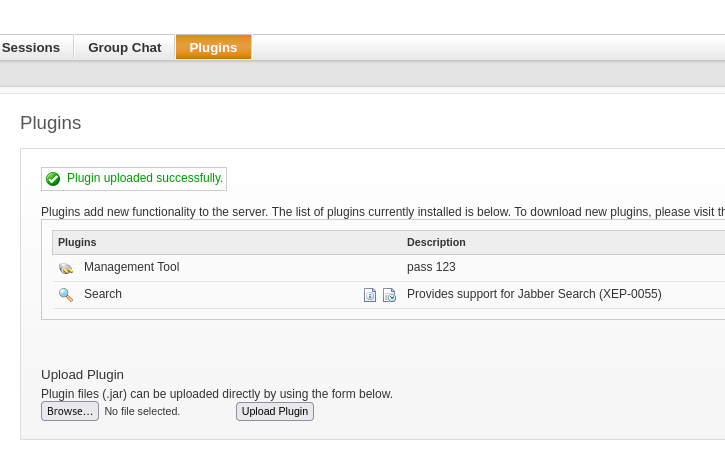 Sessions Group Chat Plugins
Plugins
Plugin uploaded successfully.
Plugins add new functionality to the server. The list of plugins currently installed is below. To download new plugins, please visit
Plugins Description
Management Tool pass 123
Search Provides support for Jabber Search (XEP-0055)
Upload Plugin
Plugin files (.jar) can be uploaded directly by using the form below.
Browse... No file selected. Upload Plugin